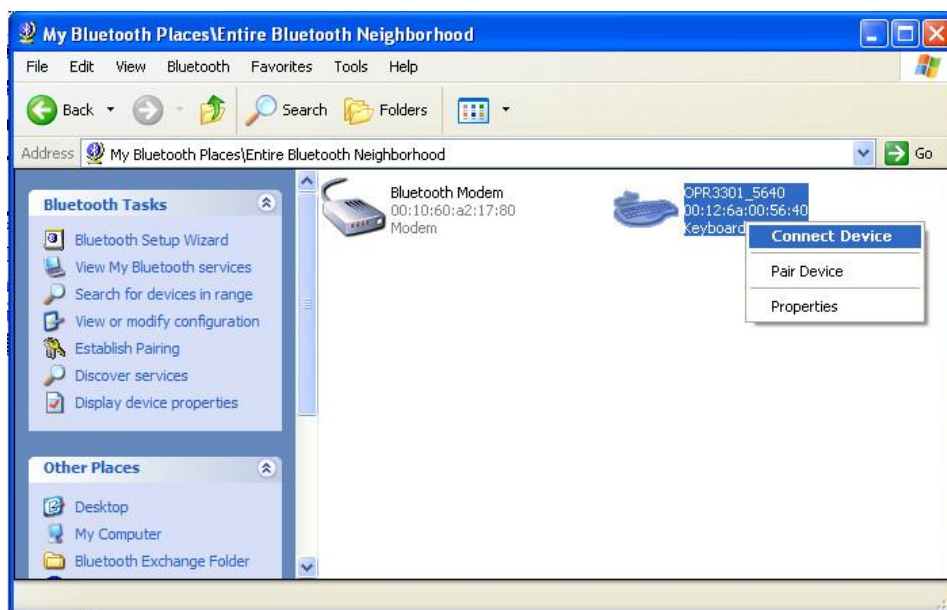 My Bluetooth Places\Entire Bluetooth Neighborhood
File Edit View Bluetooth Favorites Tools Help
Back Search Folders
Address My Bluetooth Places\Entire Bluetooth Neighborhood Go
Bluetooth Tasks
Bluetooth Setup Wizard
View My Bluetooth services
Search for devices in range
View or modify configuration
Establish Pairing
Discover services
Display device properties
Other Places
Desktop
My Computer
Bluetooth Exchange Folder
Bluetooth Modem
00:10:60:a2:17:80
Modem
OPR3301_5640
00:12:6a:00:56:40
Keyboard
Connect Device
Pair Device
Properties